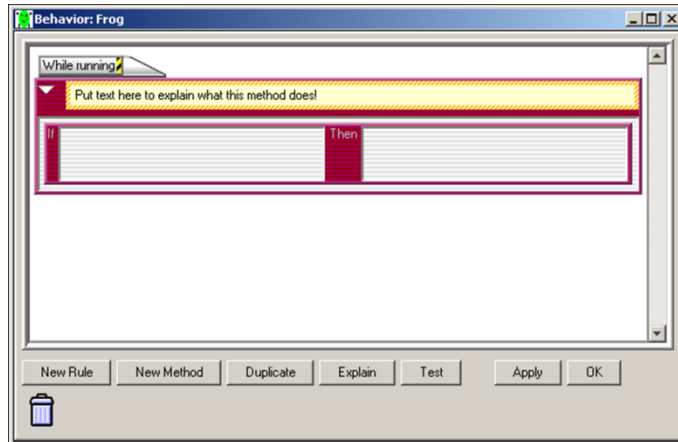 Behavior: Frog
While running
Put text here to explain what this method does!
If Then
New Rule New Method Duplicate Explain Test Apply OK